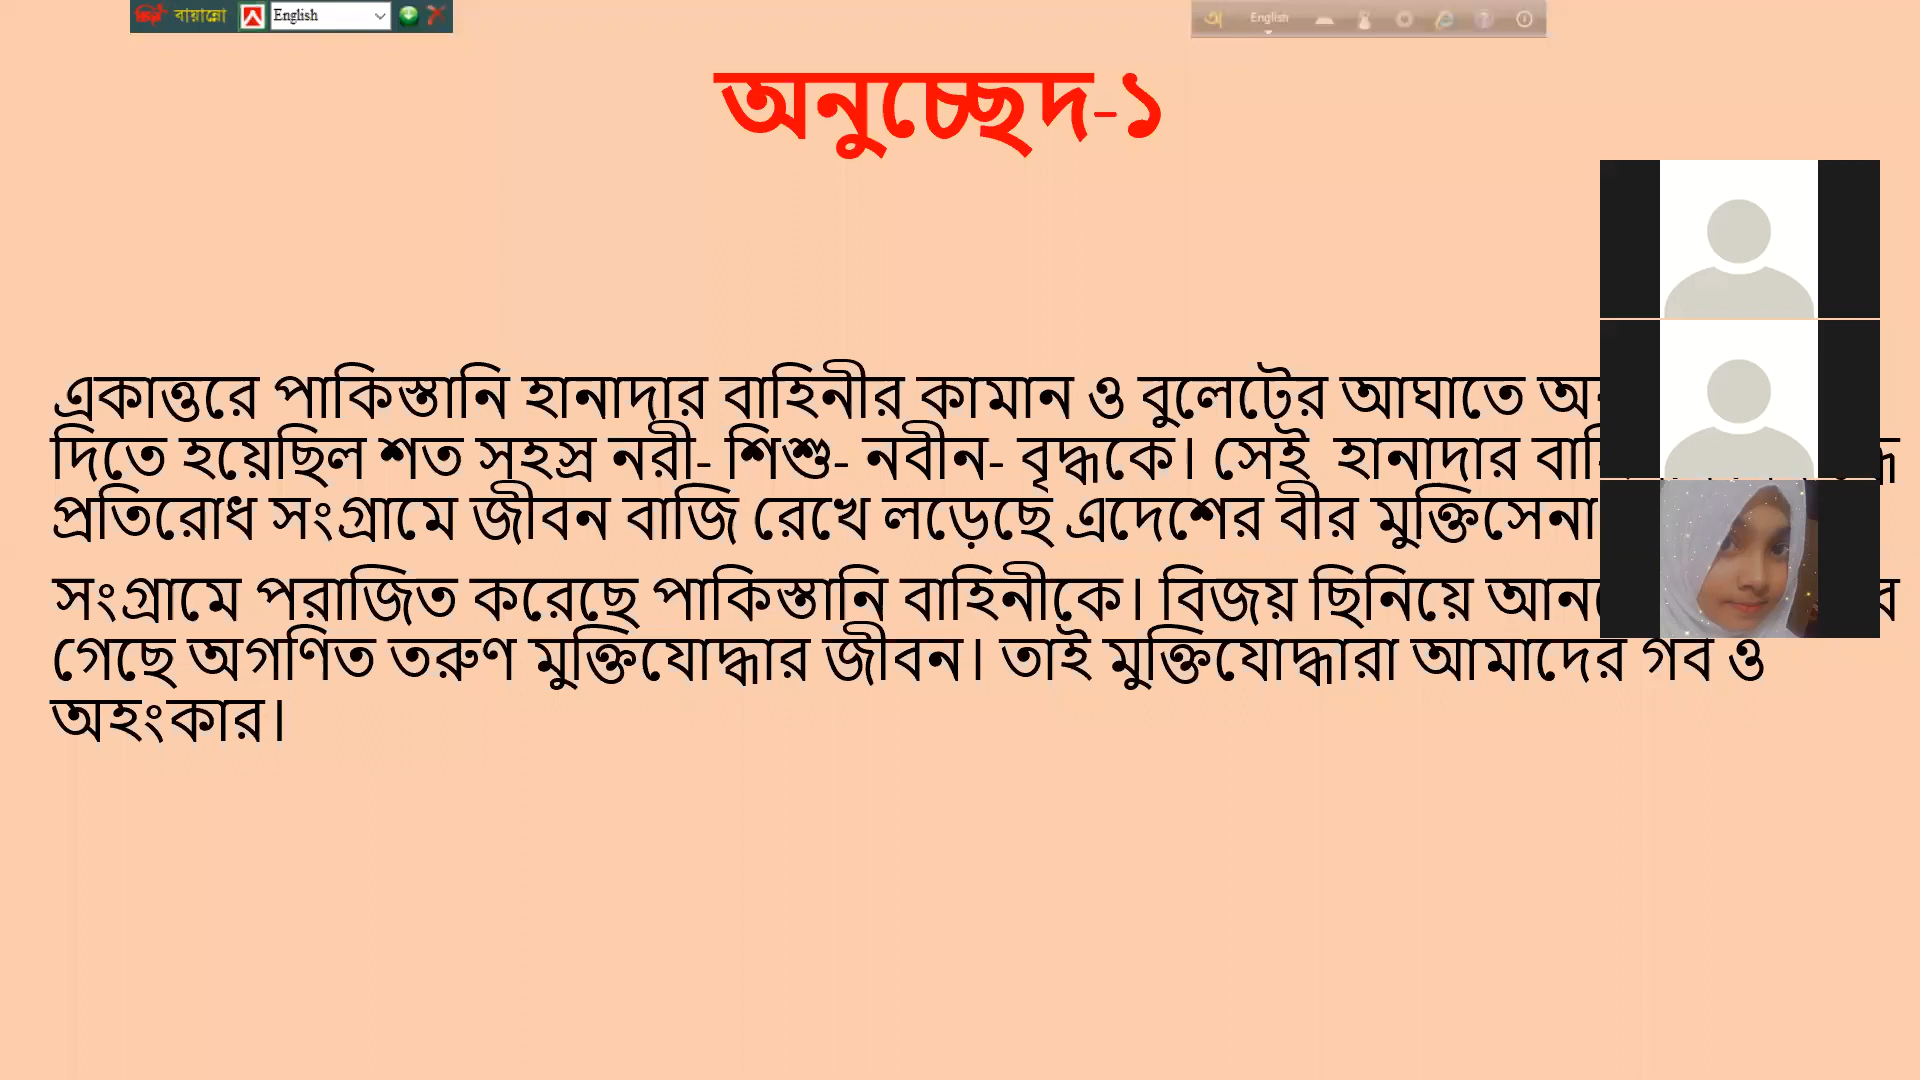 বায়ান্নো English
English
অনুচ্ছেদ-১
একাত্তরে পাকিস্তানি হানাদার বাহিনীর কামান ও বুলেটের আঘাতে
দিতে হয়েছিল শত সহস্র নরী- শিশু- নবীন- বৃদ্ধকে। সেই হানাদার
প্রতিরোধ সংগ্রামে জীবন বাজি রেখে লড়েছে এদেশের বীর মুক্তিসেনা
সংগ্রামে পরাজিত করেছে পাকিস্তানি বাহিনীকে। বিজয় ছিনিয়ে
গেছে অগণিত তরুণ মুক্তিযোদ্ধার জীবন। তাই মুক্তিযোদ্ধারা আমাদের গর্ব ও
অহংকার।